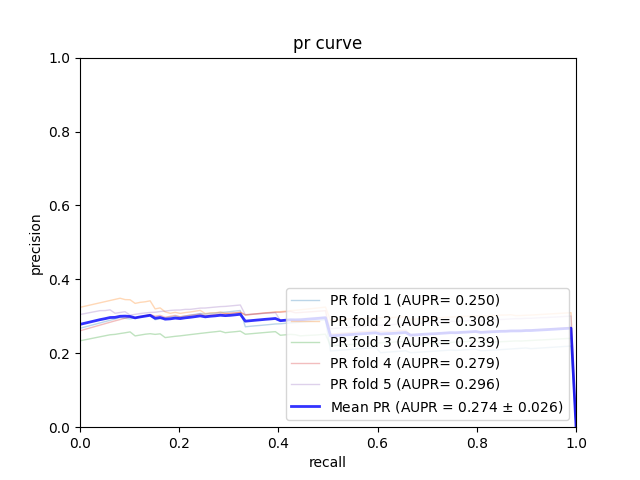 pr curve
1.0
0.8
0.6
0.4
0.2
0.0
precision
PR fold 1 (AUPR= 0.250)
PR fold 2 (AUPR= 0.308)
PR fold 3 (AUPR= 0.239)
PR fold 4 (AUPR= 0.279)
PR fold 5 (AUPR= 0.296)
Mean PR (AUPR = 0.274 ± 0.026)
0.0 0.2 0.4 0.6 0.8 1.0
recall